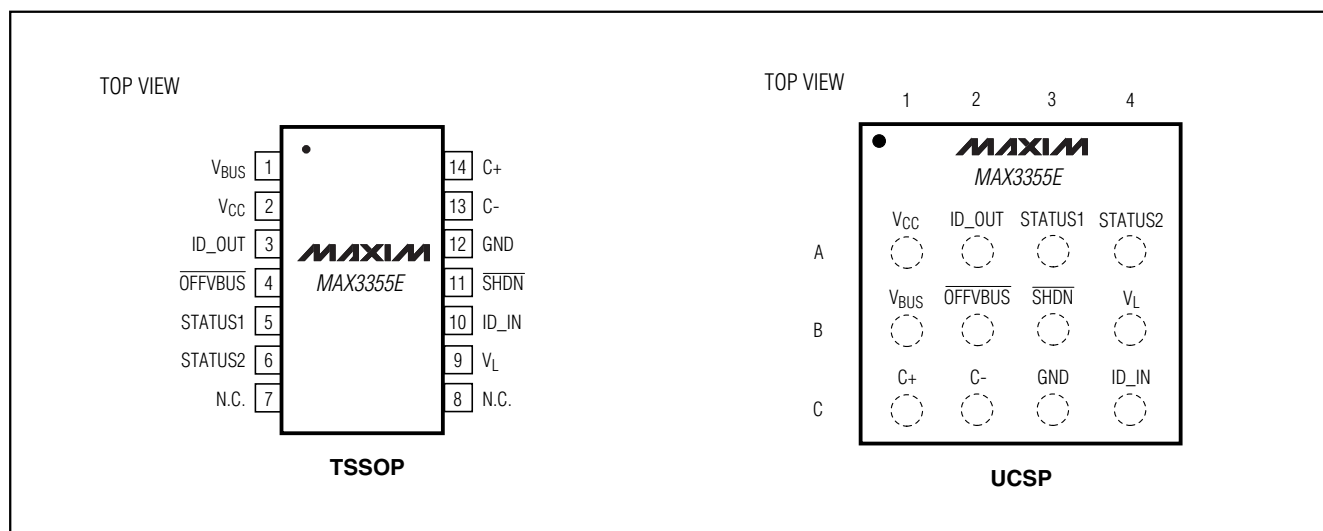 TOP VIEW
V_BUS 1
V_CC 2
ID_OUT 3
OFFVBUS 4
STATUS1 5
STATUS2 6
N.C. 7
MAXIM
MAX3355E
14 C+
13 C-
12 GND
11 SHDN
10 ID_IN
9 V_L
8 N.C.
TSSOP
TOP VIEW
1 2 3 4
MAXIM
MAX3355E
V_CC ID_OUT STATUS1 STATUS2
A
V_BUS OFFVBUS SHDN V_L
B
C+ C- GND ID_IN
C
UCSP